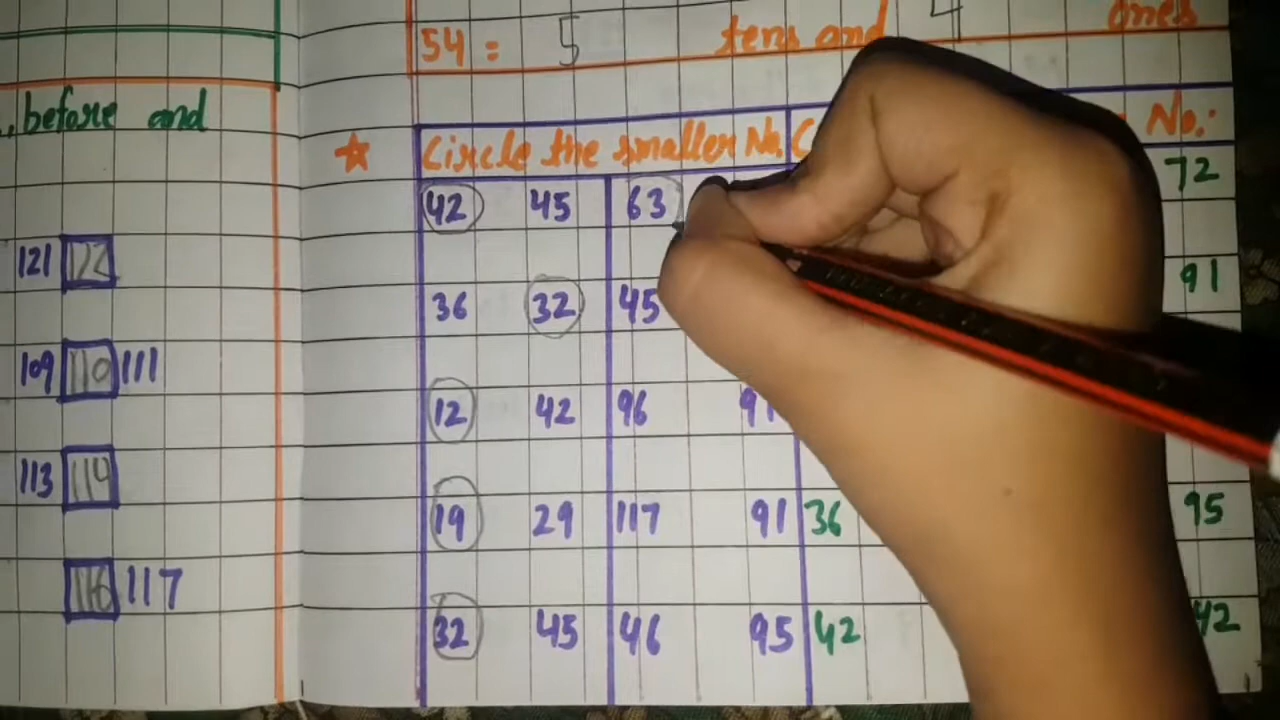 54 = 5 tens and 4 ones
before and
Circle the smaller No. No.
42 45 63 72
121 122
36 32 45 91
109 110 111
12 42 96
113 114
19 29 117 91 36 95
116 117
32 45 46 95 42 42